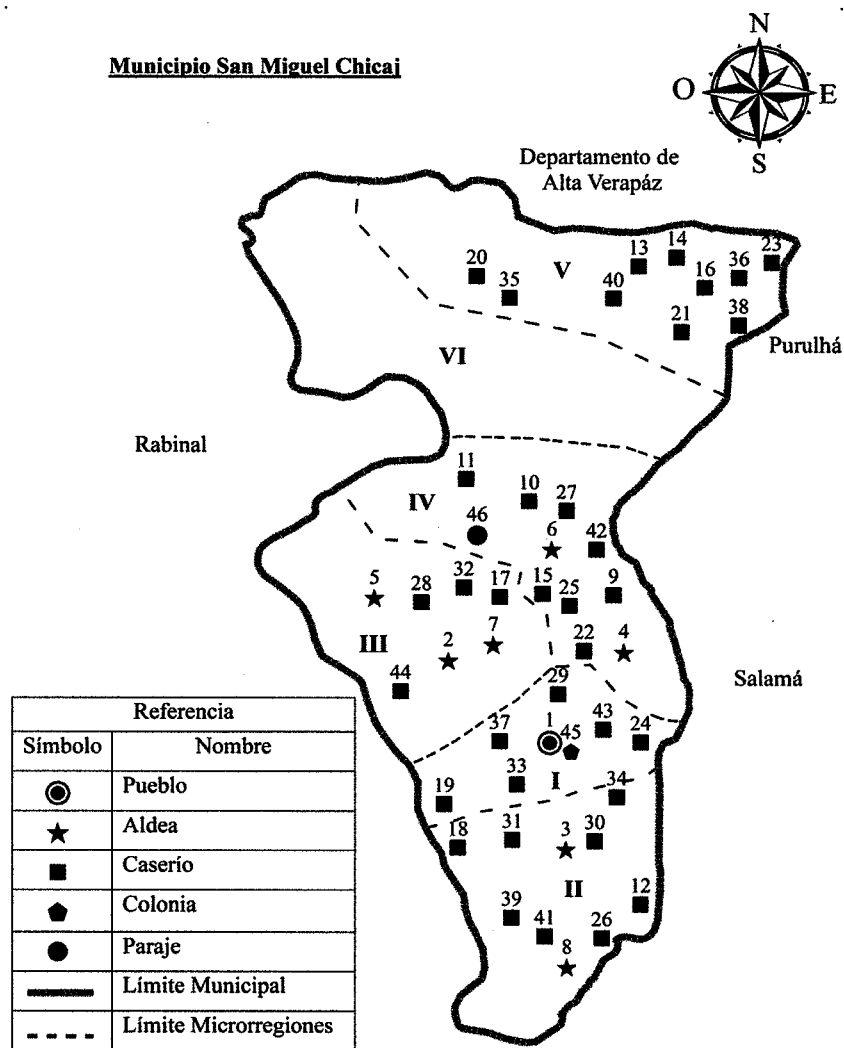 Municipio San Miguel Chicaj
N
O E
S
Departamento de
Alta Verapáz
20 V 13 14 16 36 23
35 40 21 38
Purulhá
VI
Rabinal
11 10 27
IV 46 6 42
5 28 32 17 15 25 9
7 2 22 4
III
44 29
Salamá
37 1 45 43 24
33 I 34
19 18 31 3 30
II 12
39 41 26
8
Referencia
Símbolo Nombre
Pueblo
Aldea
Caserío
Colonia
Paraje
Límite Municipal
Límite Microrregiones